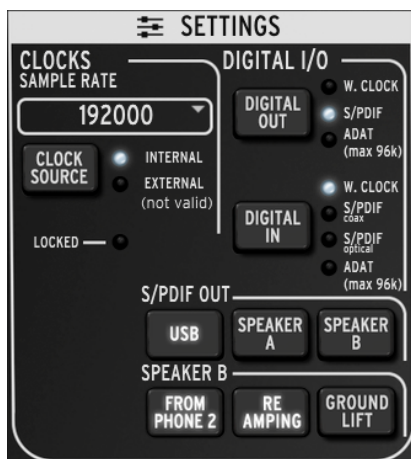 SETTINGS
CLOCKS
SAMPLE RATE
192000
CLOCK
SOURCE
INTERNAL
EXTERNAL
(not valid)
LOCKED
DIGITAL I/O
DIGITAL
OUT
W. CLOCK
S/PDIF
ADAT
(max 96k)
DIGITAL
IN
W. CLOCK
S/PDIF
coax
S/PDIF
optical
ADAT
(max 96k)
S/PDIF OUT
USB
SPEAKER
A
SPEAKER
B
SPEAKER B
FROM
PHONE 2
RE
AMPING
GROUND
LIFT